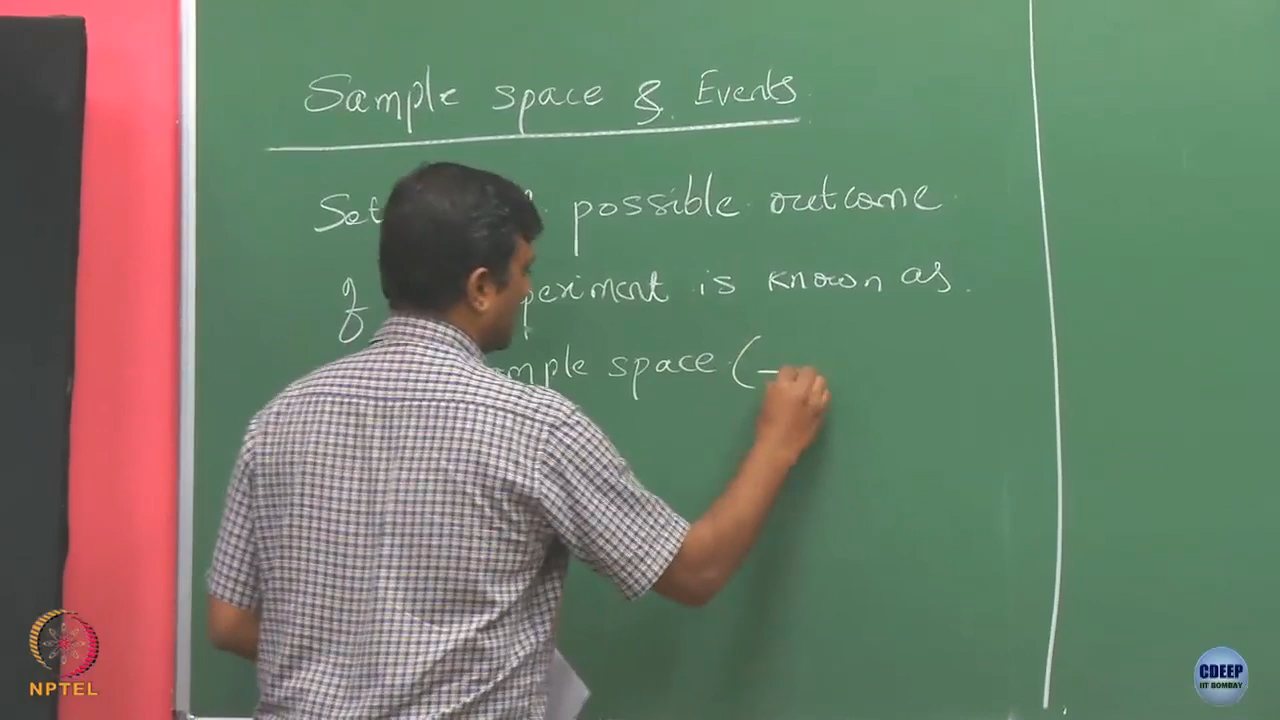 Sample space & Events
Set possible outcome
of periment is known as
mple space (
NPTEL
CDEEP
IIT BOMBAY